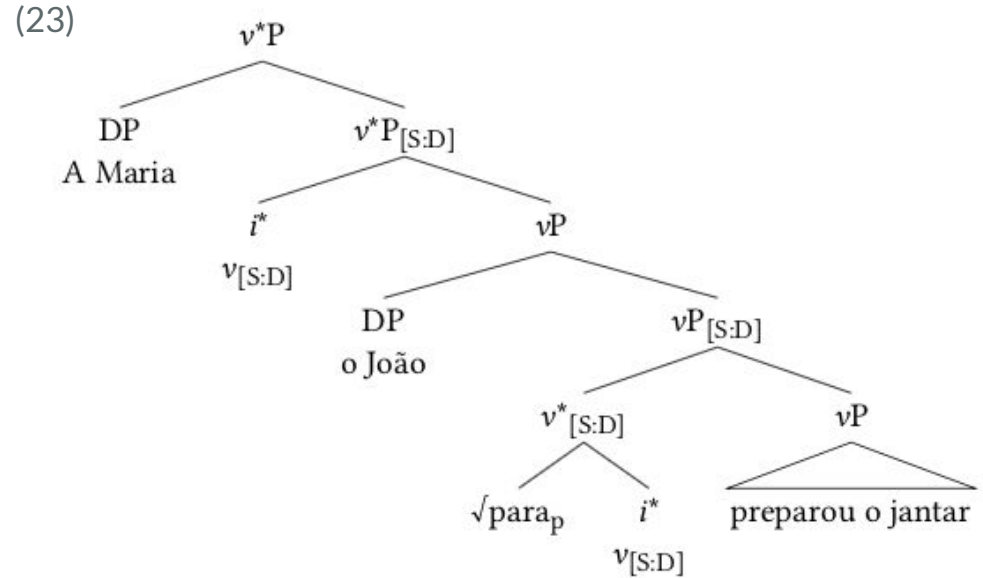 (23)
v*P
DP v*P[S:D]
A Maria
i* vP
v[S:D]
DP vP[S:D]
o João
v*[S:D] vP
√parap i* preparou o jantar
v[S:D]